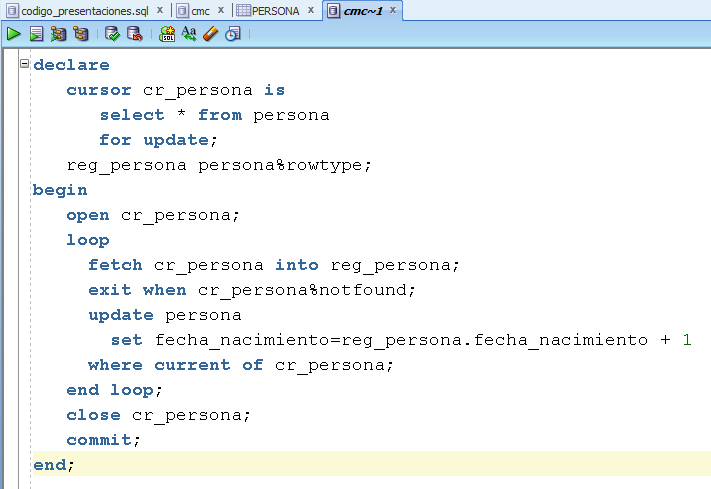 codigo_presentaciones.sql cmc PERSONA cmc~1
SQL Aa
declare
cursor cr_persona is
select * from persona
for update;
reg_persona persona%rowtype;
begin
open cr_persona;
loop
fetch cr_persona into reg_persona;
exit when cr_persona%notfound;
update persona
set fecha_nacimiento=reg_persona.fecha_nacimiento + 1
where current of cr_persona;
end loop;
close cr_persona;
commit;
end;